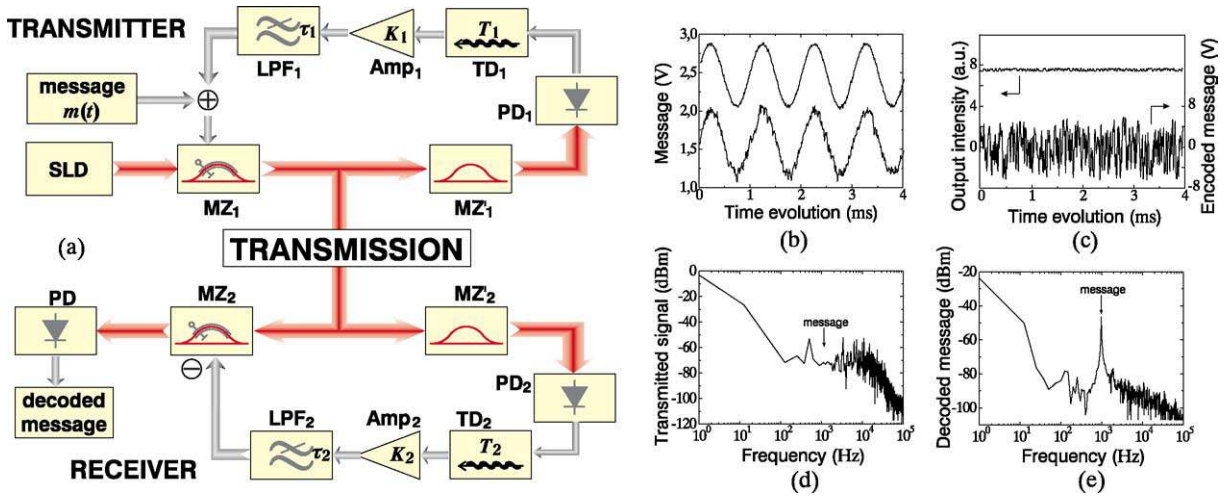 TRANSMITTER
τ1
LPF1
K1
Amp1
T1
TD1
message
m(t)
PD1
SLD
MZ1
MZ'1
(a)
TRANSMISSION
PD
MZ2
MZ'2
decoded
message
PD2
LPF2
τ2
Amp2
K2
TD2
T2
RECEIVER
Message (V)
3,0
2,5
2,0
1,5
1,0
0 1 2 3 4
Time evolution (ms)
(b)
Output intensity (a.u.)
8
4
0
Encoded message (V)
8
0
-8
0 1 2 3 4
Time evolution (ms)
(c)
Transmitted signal (dBm)
0
-20
-40
-60
-80
-100
-120
message
10^0 10^1 10^2 10^3 10^4 10^5
Frequency (Hz)
(d)
Decoded message (dBm)
-20
-40
-60
-80
-100
message
10^0 10^1 10^2 10^3 10^4 10^5
Frequency (Hz)
(e)